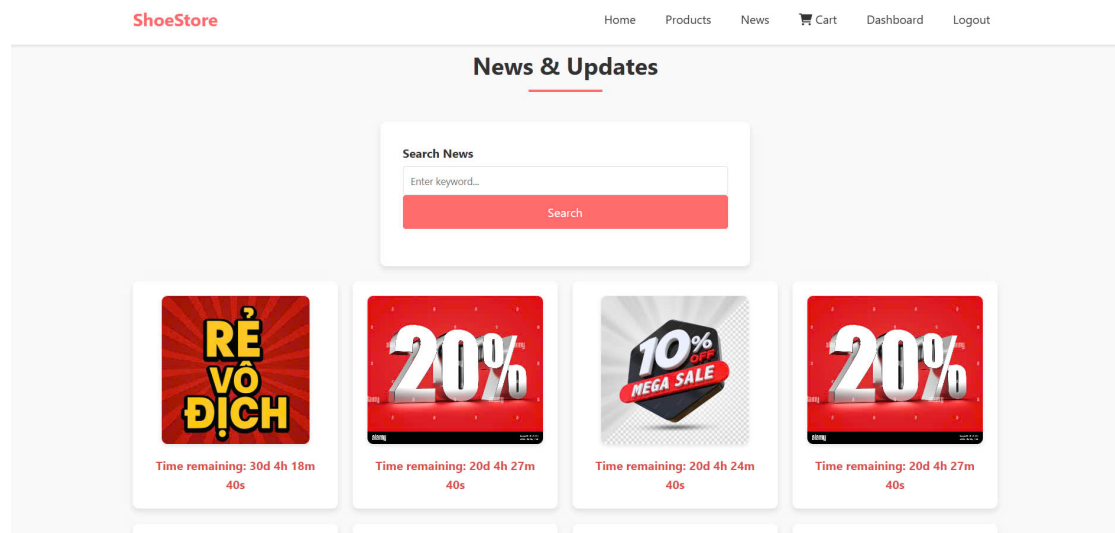 ShoeStore
Home
Products
News
Cart
Dashboard
Logout
News & Updates
Search News
Enter keyword...
Search
RẺ
VÔ
ĐỊCH
Time remaining: 30d 4h 18m
40s
20%
alamy
Time remaining: 20d 4h 27m
40s
10%
OFF
MEGA SALE
Time remaining: 20d 4h 24m
40s
20%
alamy
Time remaining: 20d 4h 27m
40s